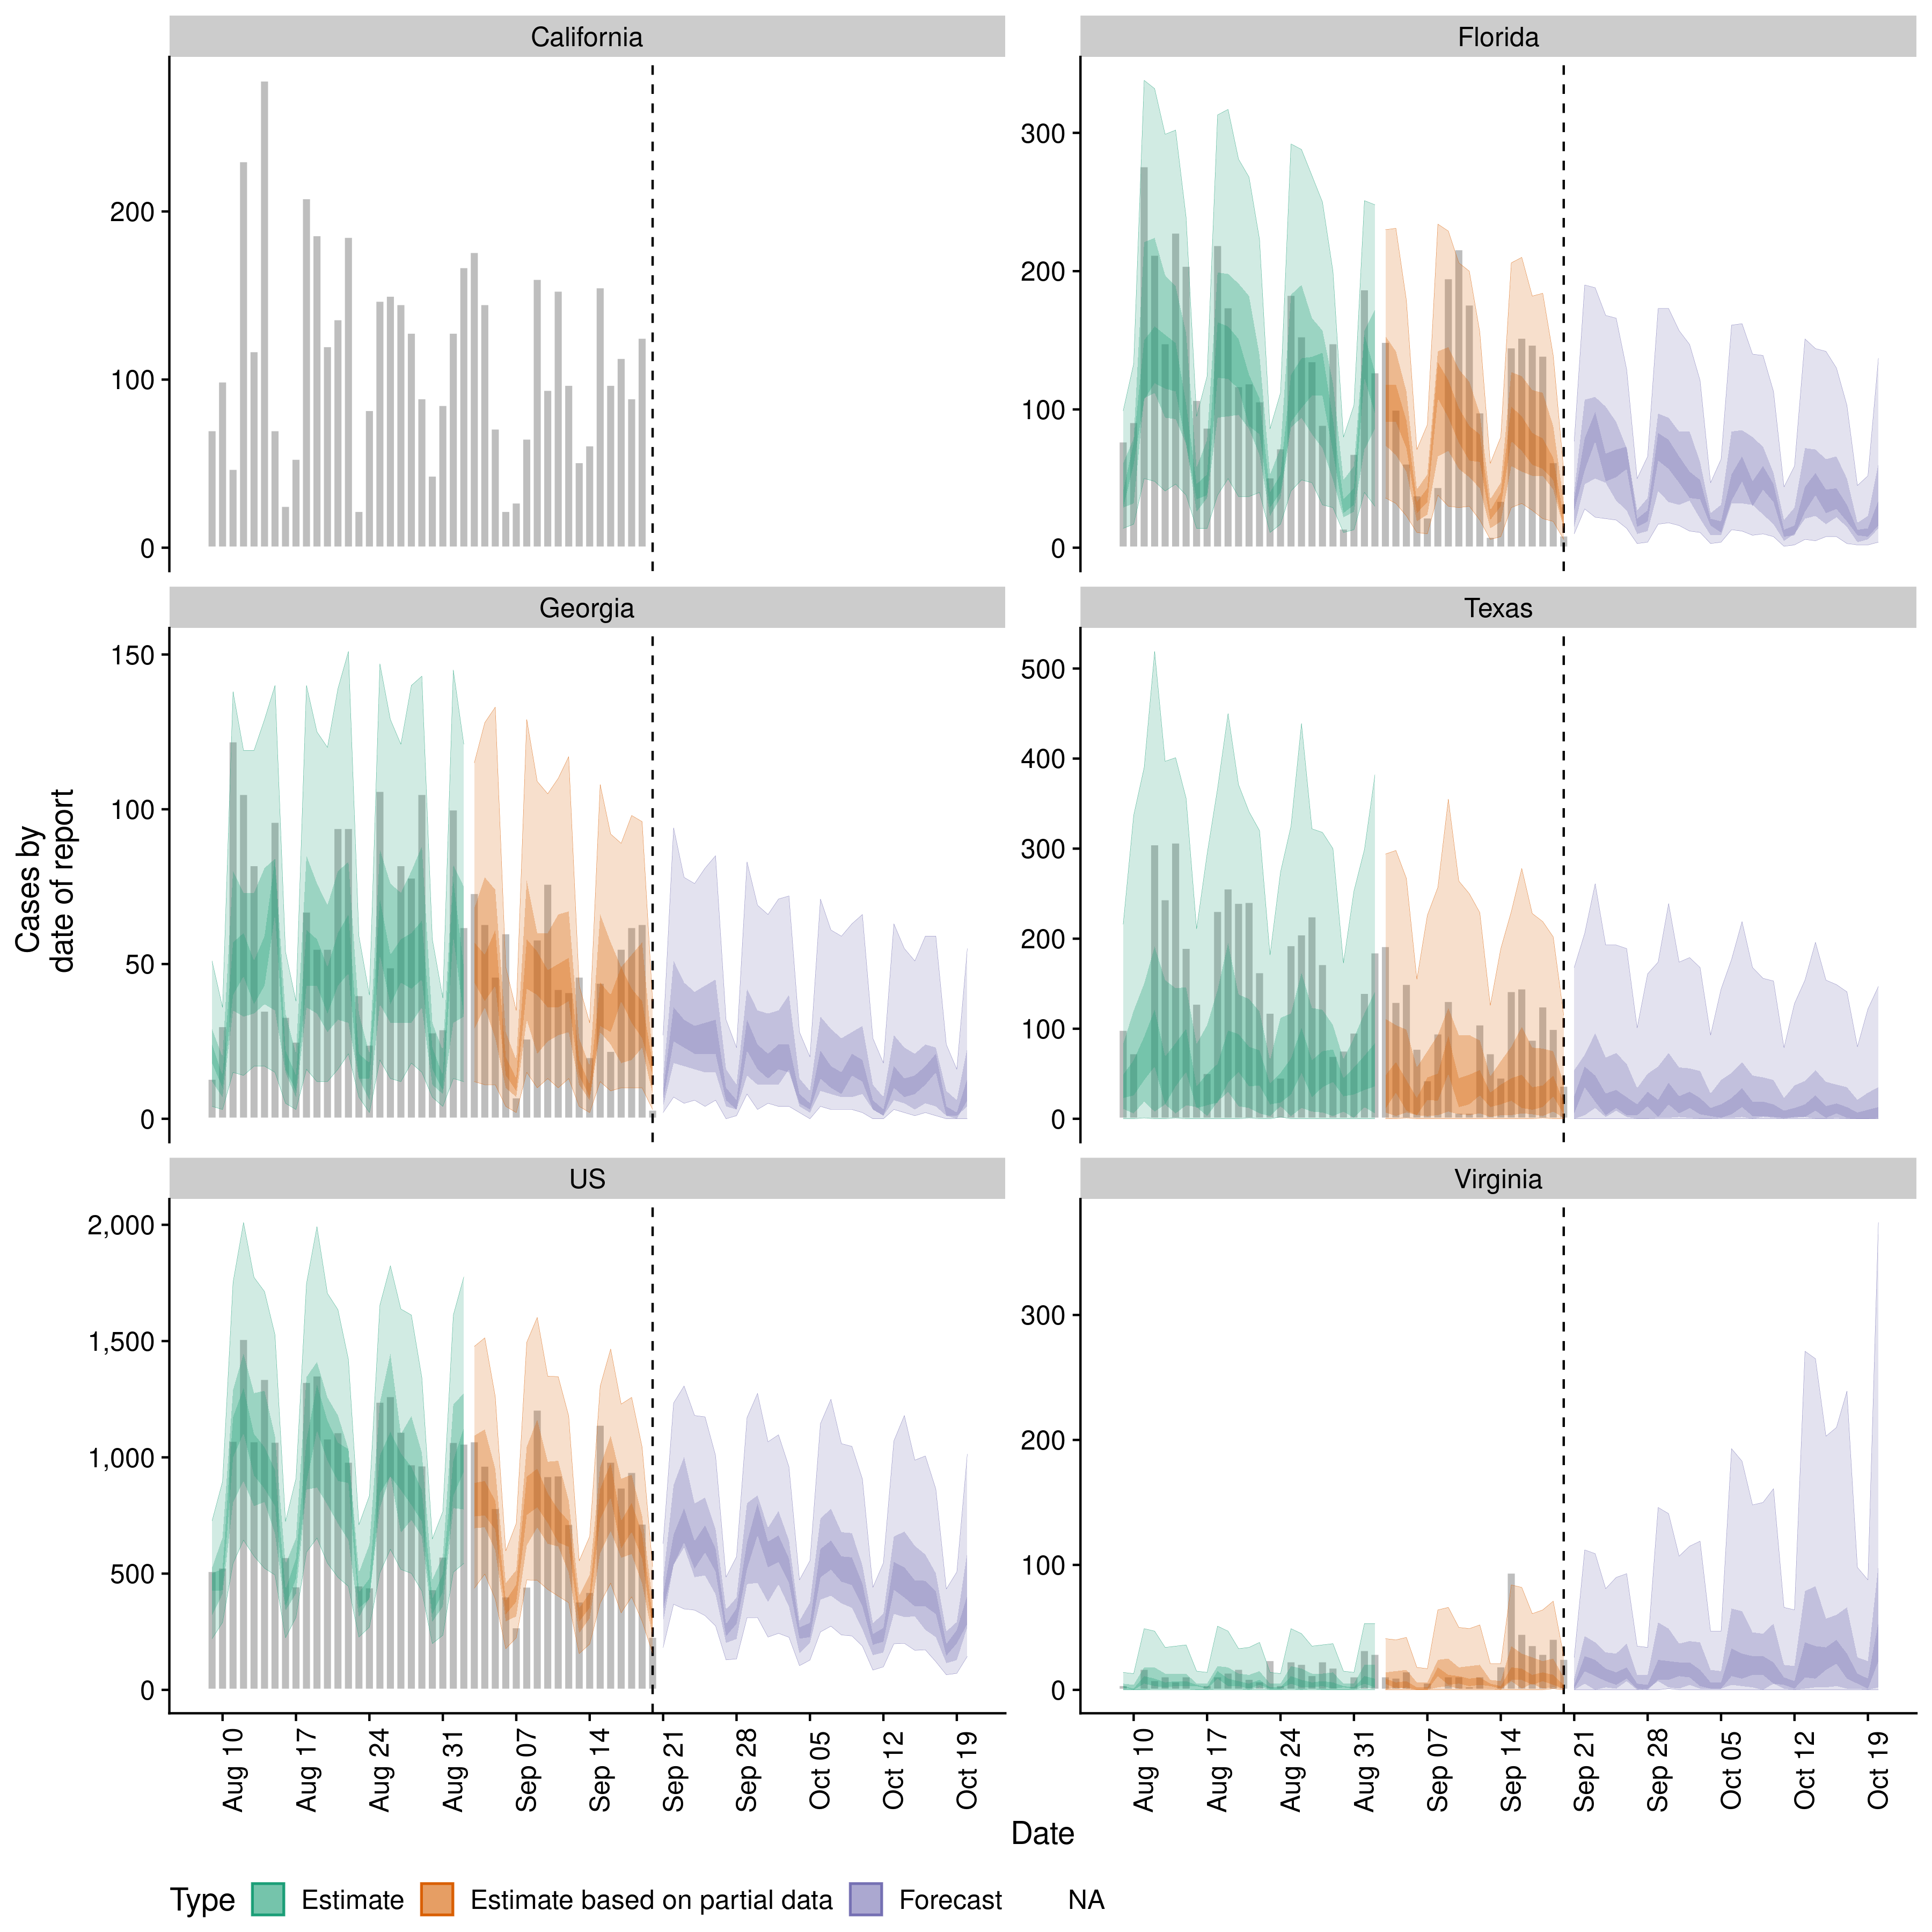 California
Florida
200
100
0
300
200
100
0
Georgia
Texas
150
100
50
0
500
400
300
200
100
0
US
Virginia
2,000
1,500
1,000
500
0
300
200
100
0
Cases by
date of report
Aug 10
Aug 17
Aug 24
Aug 31
Sep 07
Sep 14
Sep 21
Sep 28
Oct 05
Oct 12
Oct 19
Aug 10
Aug 17
Aug 24
Aug 31
Sep 07
Sep 14
Sep 21
Sep 28
Oct 05
Oct 12
Oct 19
Date
Type Estimate Estimate based on partial data Forecast NA